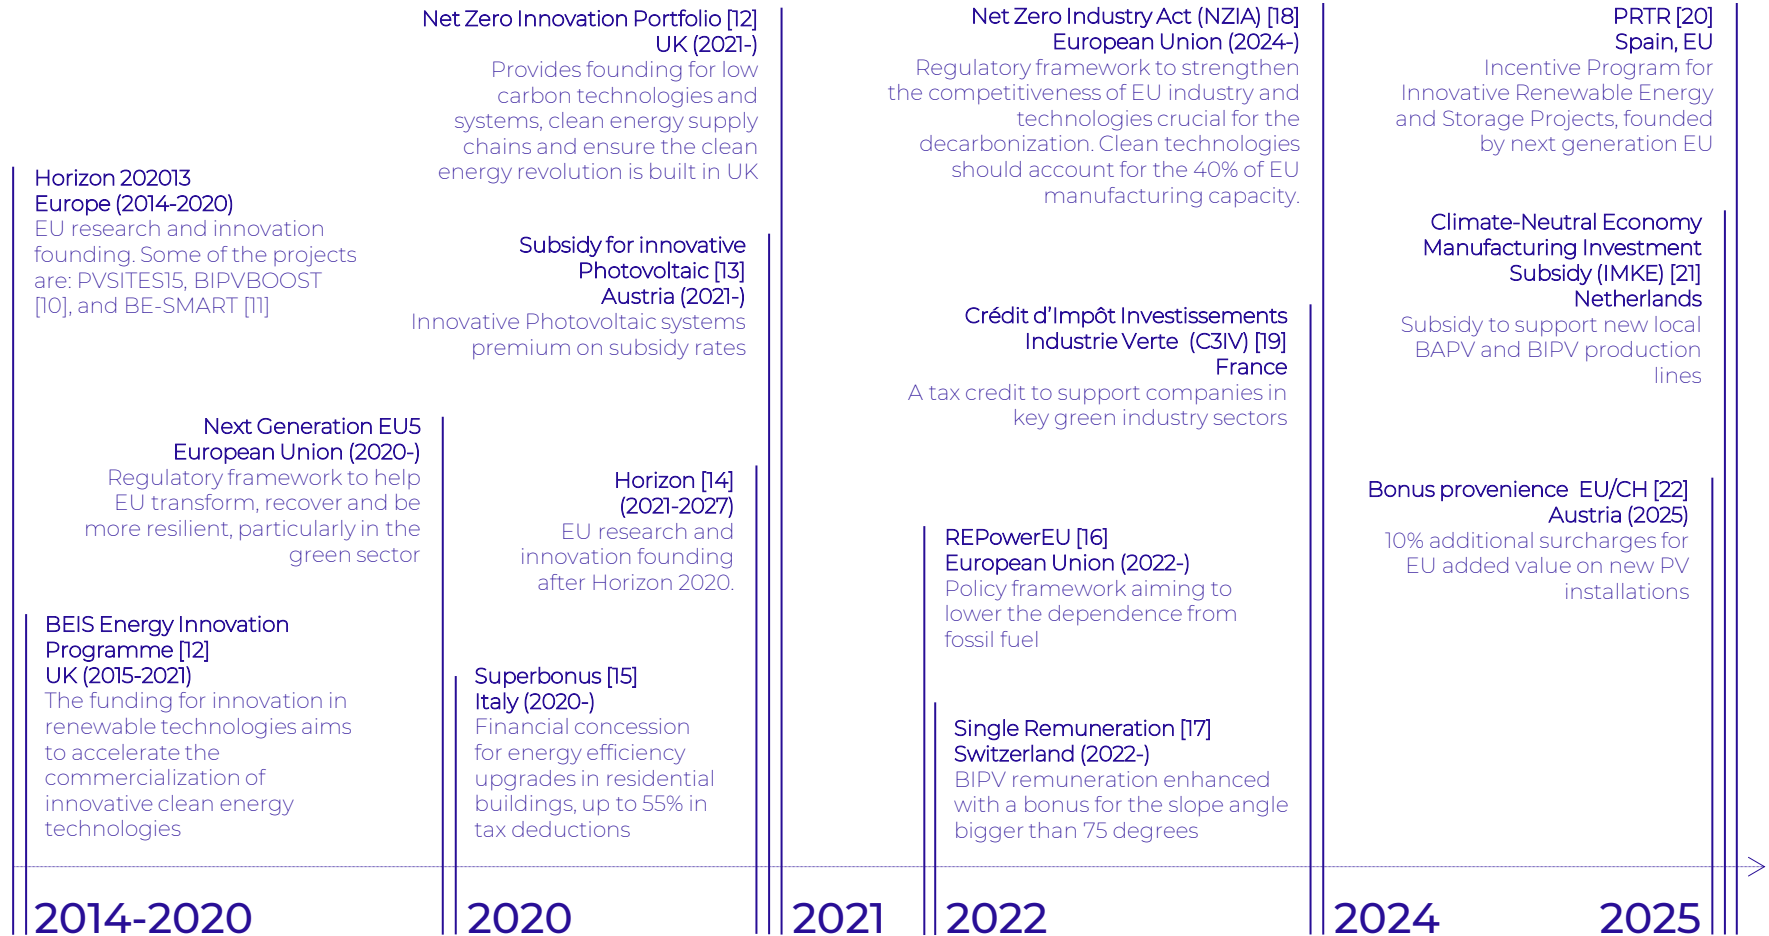 Horizon 202013
Europe (2014-2020)
EU research and innovation
founding. Some of the projects
are: PVSITES15, BIPVBOOST
[10], and BE-SMART [11]
BEIS Energy Innovation
Programme [12]
UK (2015-2021)
The funding for innovation in
renewable technologies aims
to accelerate the
commercialization of
innovative clean energy
technologies
Next Generation EU5
European Union (2020-)
Regulatory framework to help
EU transform, recover and be
more resilient, particularly in the
green sector
Superbonus [15]
Italy (2020-)
Financial concession
for energy efficiency
upgrades in residential
buildings, up to 55% in
tax deductions
Net Zero Innovation Portfolio [12]
UK (2021-)
Provides founding for low
carbon technologies and
systems, clean energy supply
chains and ensure the clean
energy revolution is built in UK
Subsidy for innovative
Photovoltaic [13]
Austria (2021-)
Innovative Photovoltaic systems
premium on subsidy rates
Horizon [14]
(2021-2027)
EU research and
innovation founding
after Horizon 2020.
REPowerEU [16]
European Union (2022-)
Policy framework aiming to
lower the dependence from
fossil fuel
Single Remuneration [17]
Switzerland (2022-)
BIPV remuneration enhanced
with a bonus for the slope angle
bigger than 75 degrees
Net Zero Industry Act (NZIA) [18]
European Union (2024-)
Regulatory framework to strengthen
the competitiveness of EU industry and
technologies crucial for the
decarbonization. Clean technologies
should account for the 40% of EU
manufacturing capacity.
Crédit d’Impôt Investissements
Industrie Verte (C3IV) [19]
France
A tax credit to support companies in
key green industry sectors
PRTR [20]
Spain, EU
Incentive Program for
Innovative Renewable Energy
and Storage Projects, founded
by next generation EU
Climate-Neutral Economy
Manufacturing Investment
Subsidy (IMKE) [21]
Netherlands
Subsidy to support new local
BAPV and BIPV production
lines
Bonus provenience EU/CH [22]
Austria (2025)
10% additional surcharges for
EU added value on new PV
installations
2014-2020
2020
2021
2022
2024
2025